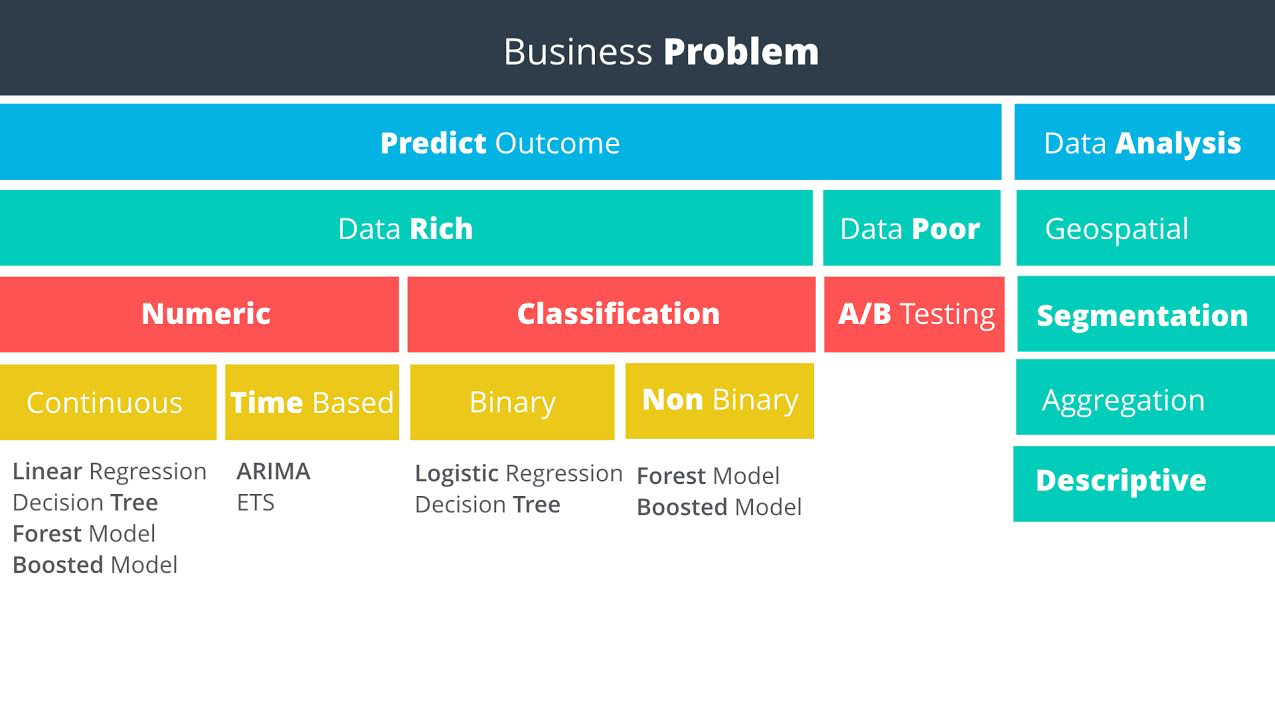 Business Problem
Predict Outcome
Data Analysis
Data Rich
Data Poor
Geospatial
Numeric
Classification
A/B Testing
Segmentation
Continuous
Time Based
Binary
Non Binary
Aggregation
Linear Regression
Decision Tree
Forest Model
Boosted Model
ARIMA
ETS
Logistic Regression
Decision Tree
Forest Model
Boosted Model
Descriptive